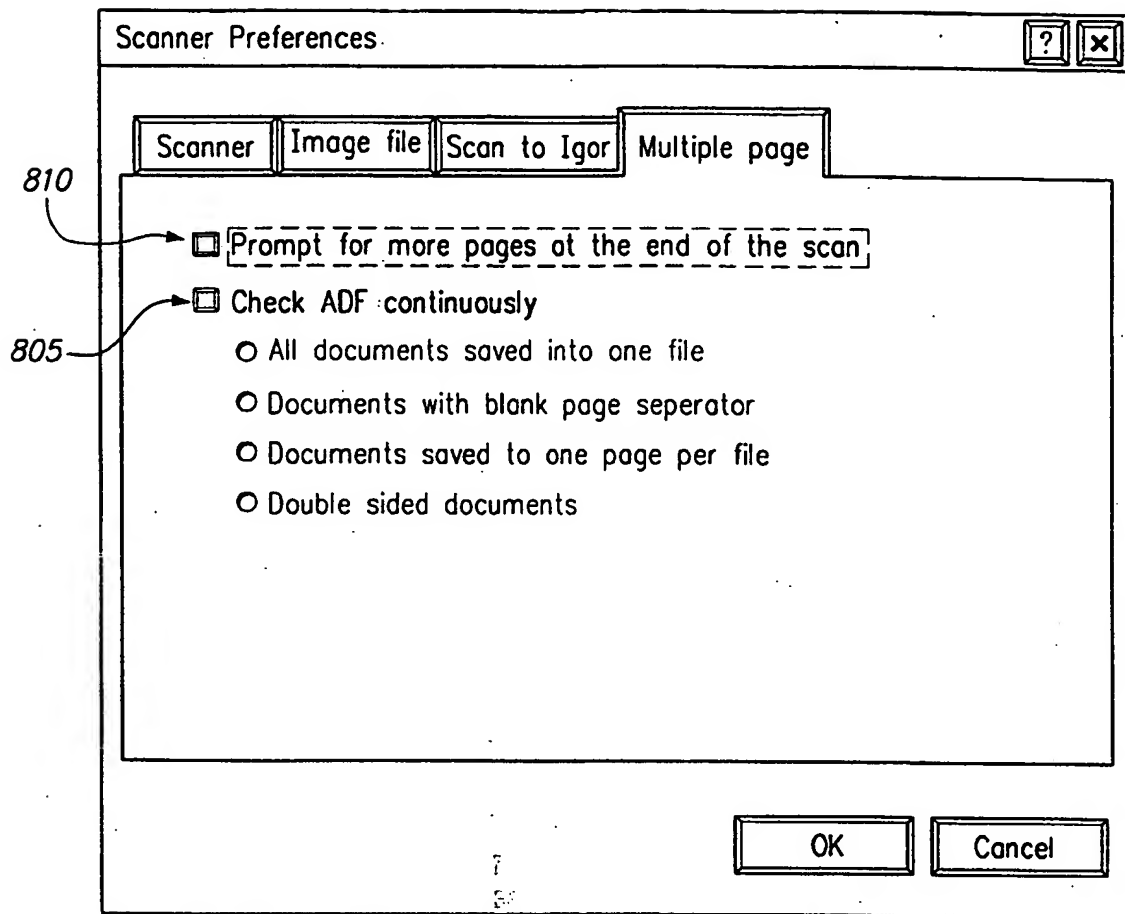 Scanner Preferences
?
×
Scanner
Image file
Scan to Igor
Multiple page
810
Prompt for more pages at the end of the scan
Check ADF continuously
805
All documents saved into one file
Documents with blank page seperator
Documents saved to one page per file
Double sided documents
OK
Cancel